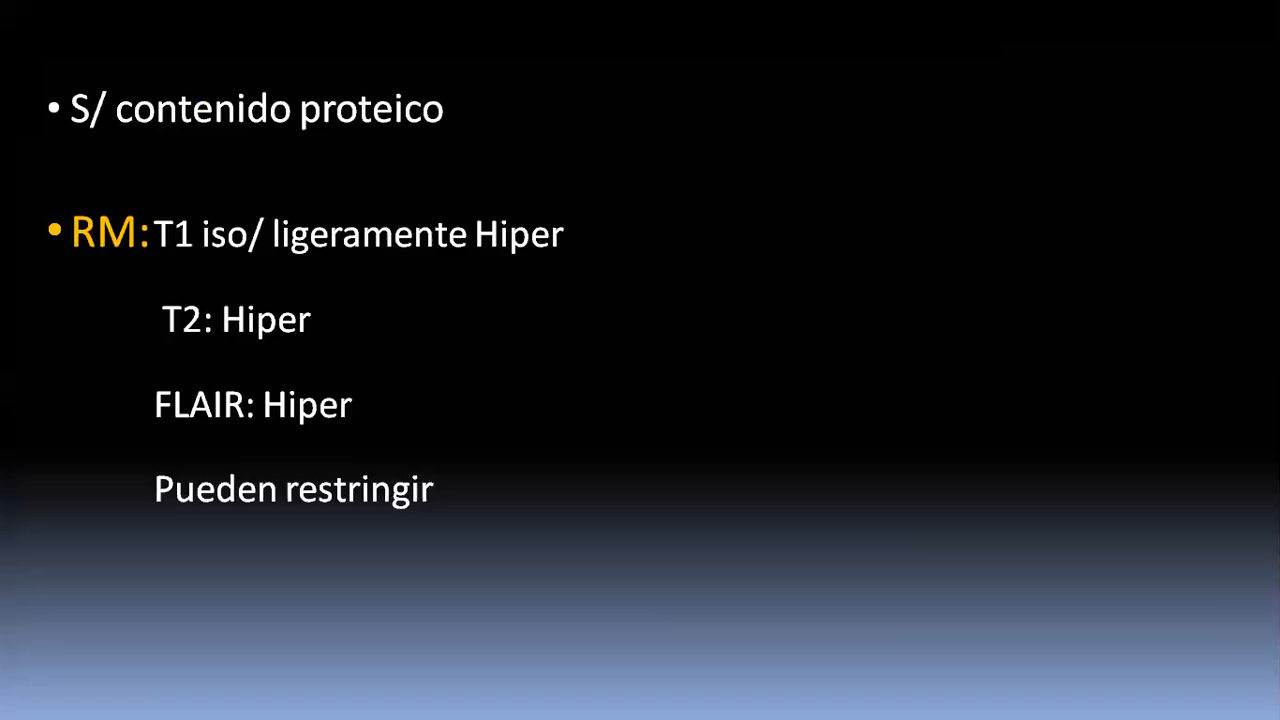 • S/ contenido proteico
• RM: T1 iso/ ligeramente Hiper
T2: Hiper
FLAIR: Hiper
Pueden restringir